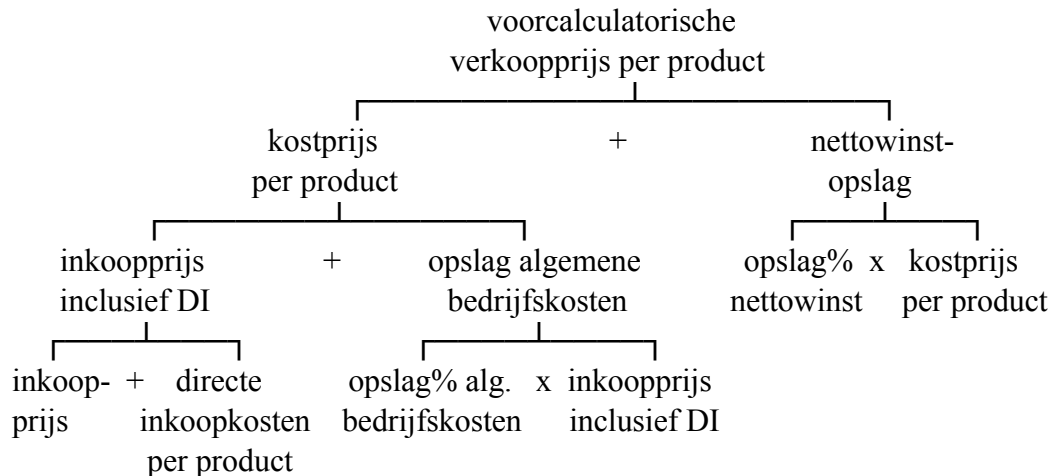 voorcalculatorische
verkoopprijs per product
kostprijs + nettowinst-
per product opslag
inkoopprijs + opslag algemene opslag% x kostprijs
inclusief DI bedrijfskosten nettowinst per product
inkoop- + directe opslag% alg. x inkoopprijs
prijs inkoopkosten bedrijfskosten inclusief DI
per product